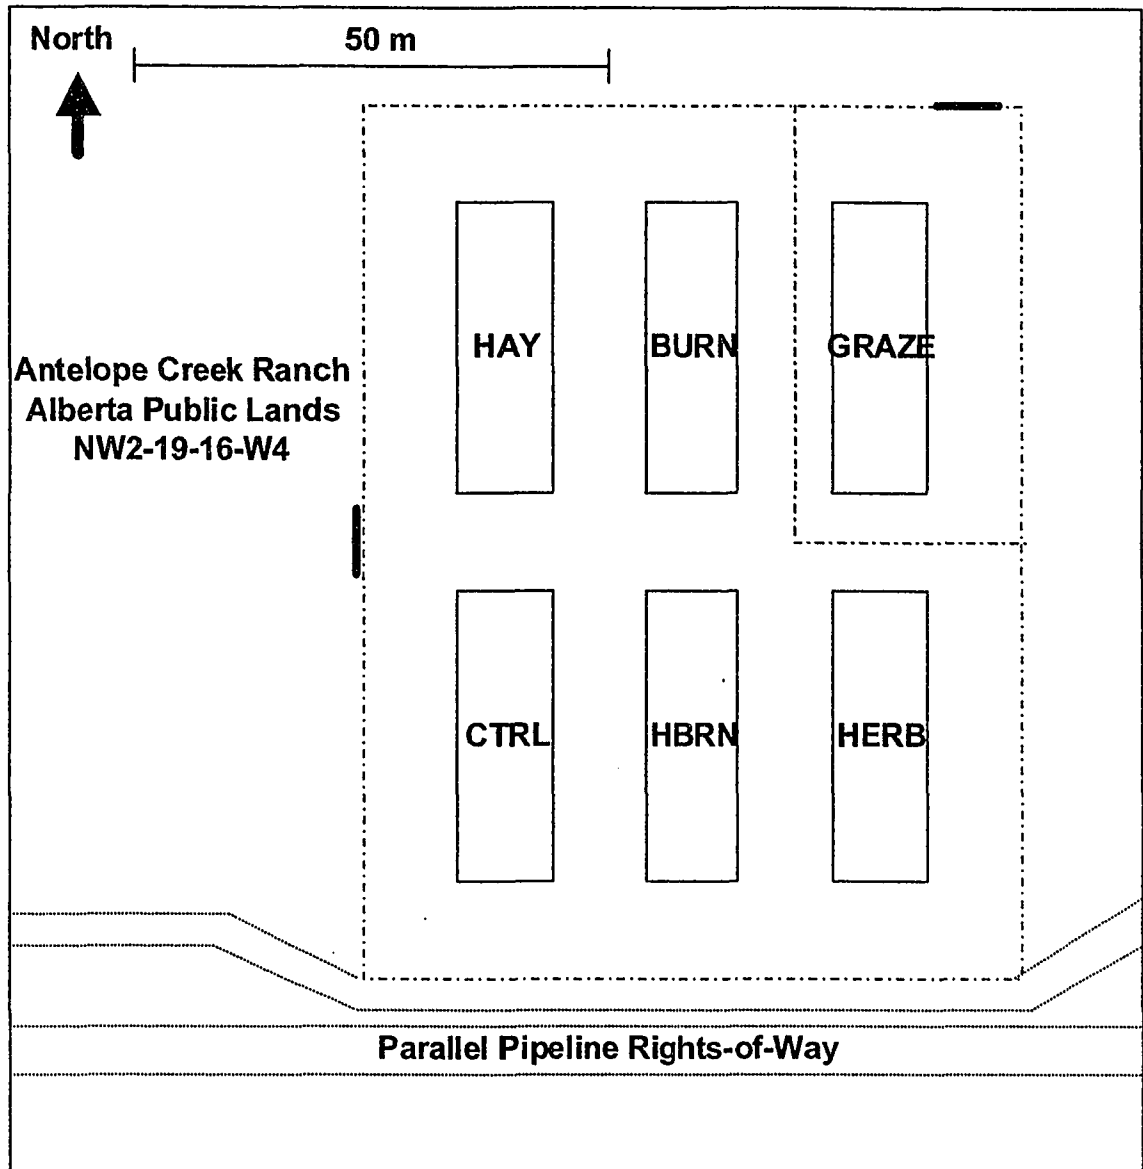 North
50 m
HAY
BURN
GRAZE
Antelope Creek Ranch
Alberta Public Lands
NW2-19-16-W4
CTRL
HBRN
HERB
Parallel Pipeline Rights-of-Way